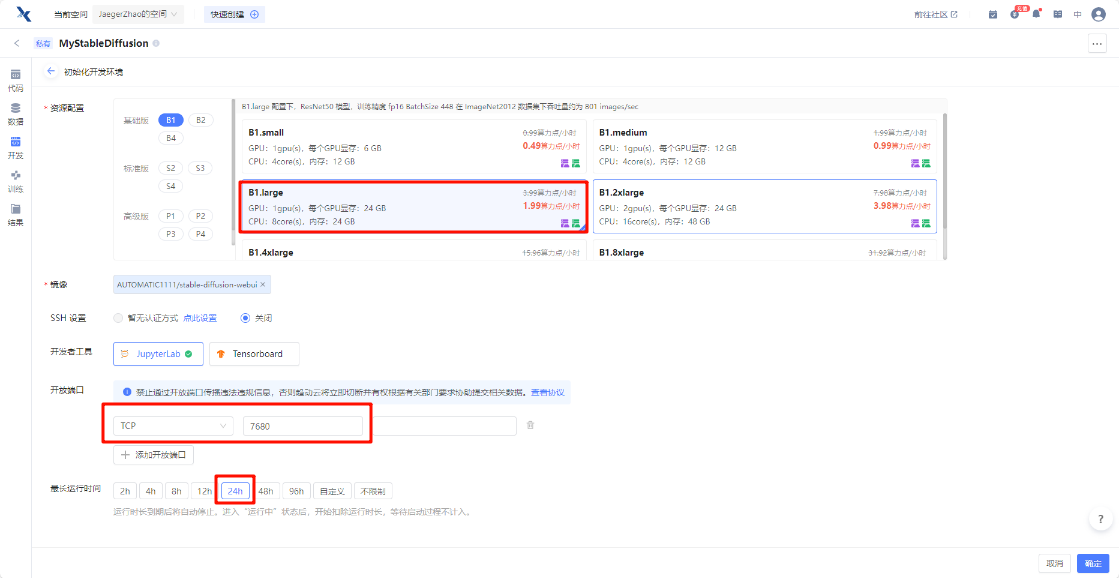 当前空间 JaegerZhao的空间 快速创建 前往社区 中
私有 MyStableDiffusion
初始化开发环境
代码
数据
开发
训练
结果
* 资源配置
基础版 B1 B2
B4
标准版 S2 S3
S4
高级版 P1 P2
P3 P4
B1.large 配置下，ResNet50 模型，训练精度 fp16 BatchSize 448 在 ImageNet2012 数据集下吞吐量约为 801 images/sec
B1.small 0.99算力点/小时
GPU：1gpu(s)，每个GPU显存：6 GB 0.49算力点/小时
CPU：4core(s)，内存：12 GB
B1.medium 1.99算力点/小时
GPU：1gpu(s)，每个GPU显存：12 GB 0.99算力点/小时
CPU：4core(s)，内存：12 GB
B1.large 3.99算力点/小时
GPU：1gpu(s)，每个GPU显存：24 GB 1.99算力点/小时
CPU：8core(s)，内存：24 GB
B1.2xlarge 7.98算力点/小时
GPU：2gpu(s)，每个GPU显存：24 GB 3.98算力点/小时
CPU：16core(s)，内存：48 GB
B1.4xlarge 15.96算力点/小时
B1.8xlarge 31.92算力点/小时
* 镜像 AUTOMATIC1111/stable-diffusion-webui ×
SSH 设置 暂无认证方式 点此设置 关闭
开发者工具 JupyterLab Tensorboard
开放端口 禁止通过开放端口传播违法违规信息，否则趋动云将立即切断并有权根据有关部门要求协助提交相关数据。查看协议
TCP 7680
+ 添加开放端口
最长运行时间 2h 4h 8h 12h 24h 48h 96h 自定义 不限制
运行时长到期后将自动停止。进入“运行中”状态后，开始扣除运行时长，等待启动过程不计入。
?
取消 确定